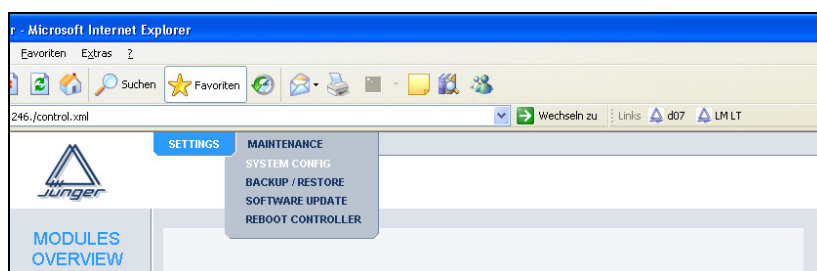 r - Microsoft Internet Explorer
Favoriten Extras ?
Suchen Favoriten
246./control.xml Wechseln zu Links d07 LM LT
SETTINGS MAINTENANCE
SYSTEM CONFIG
BACKUP / RESTORE
SOFTWARE UPDATE
REBOOT CONTROLLER
Jünger
MODULES
OVERVIEW